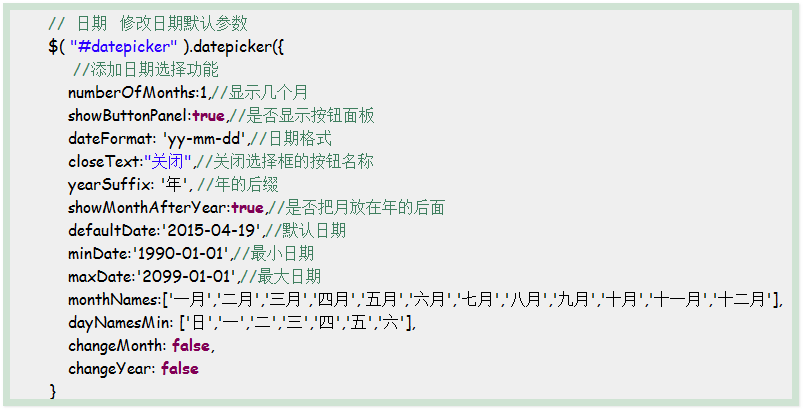 // 日期 修改日期默认参数
$( "#datepicker" ).datepicker({
//添加日期选择功能
numberOfMonths:1,//显示几个月
showButtonPanel:true,//是否显示按钮面板
dateFormat: 'yy-mm-dd',//日期格式
closeText:"关闭",//关闭选择框的按钮名称
yearSuffix: '年', //年的后缀
showMonthAfterYear:true,//是否把月放在年的后面
defaultDate:'2015-04-19',//默认日期
minDate:'1990-01-01',//最小日期
maxDate:'2099-01-01',//最大日期
monthNames:['一月','二月','三月','四月','五月','六月','七月','八月','九月','十月','十一月','十二月'],
dayNamesMin: ['日','一','二','三','四','五','六'],
changeMonth: false,
changeYear: false
}